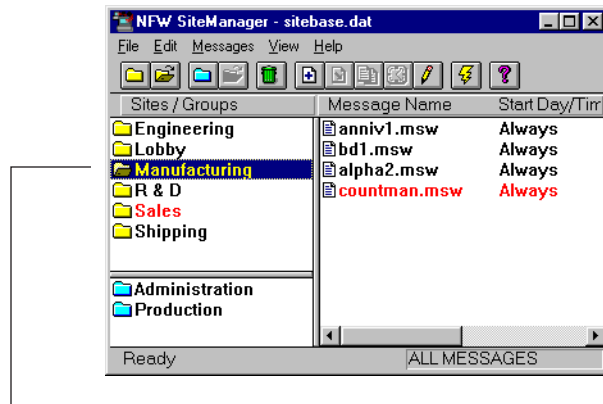 NFW SiteManager - sitebase.dat
File Edit Messages View Help
Sites / Groups Message Name Start Day/Tim
Engineering
Lobby
Manufacturing
R & D
Sales
Shipping
Administration
Production
anniv1.msw Always
bd1.msw Always
alpha2.msw Always
countman.msw Always
Ready ALL MESSAGES